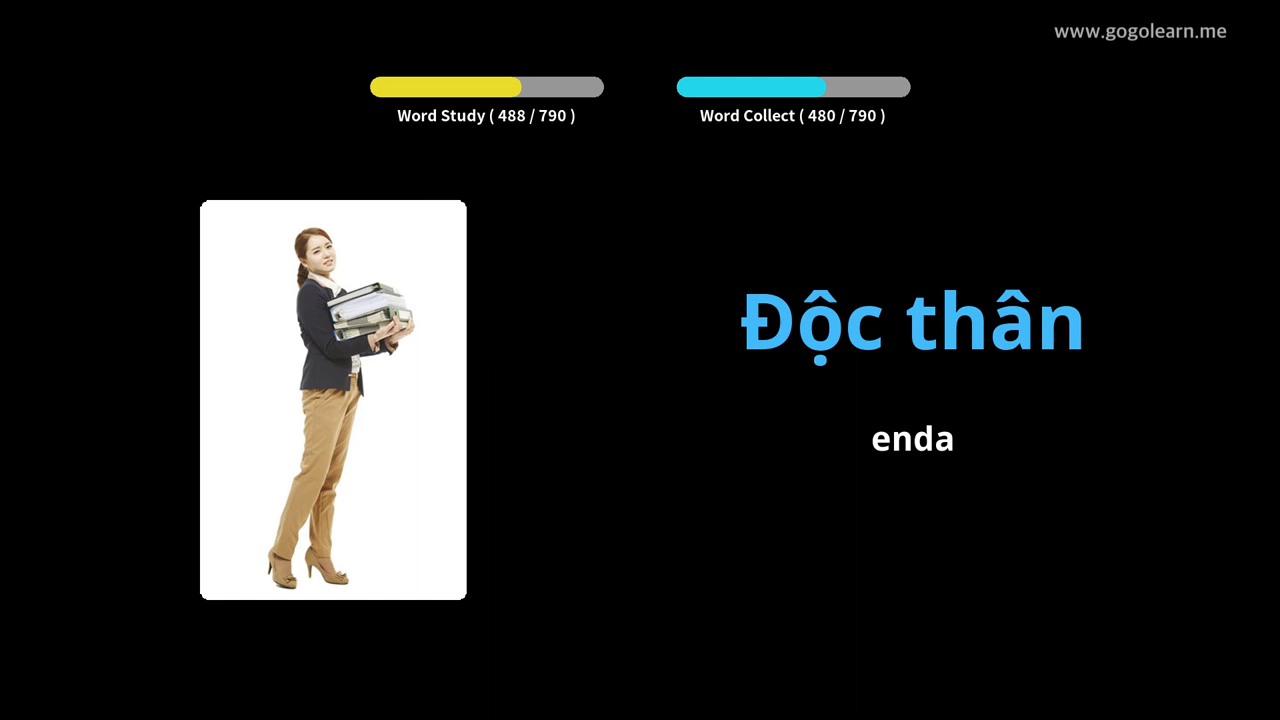 www.gogolearn.me
Word Study ( 488 / 790 )
Word Collect ( 480 / 790 )
Độc thân
enda